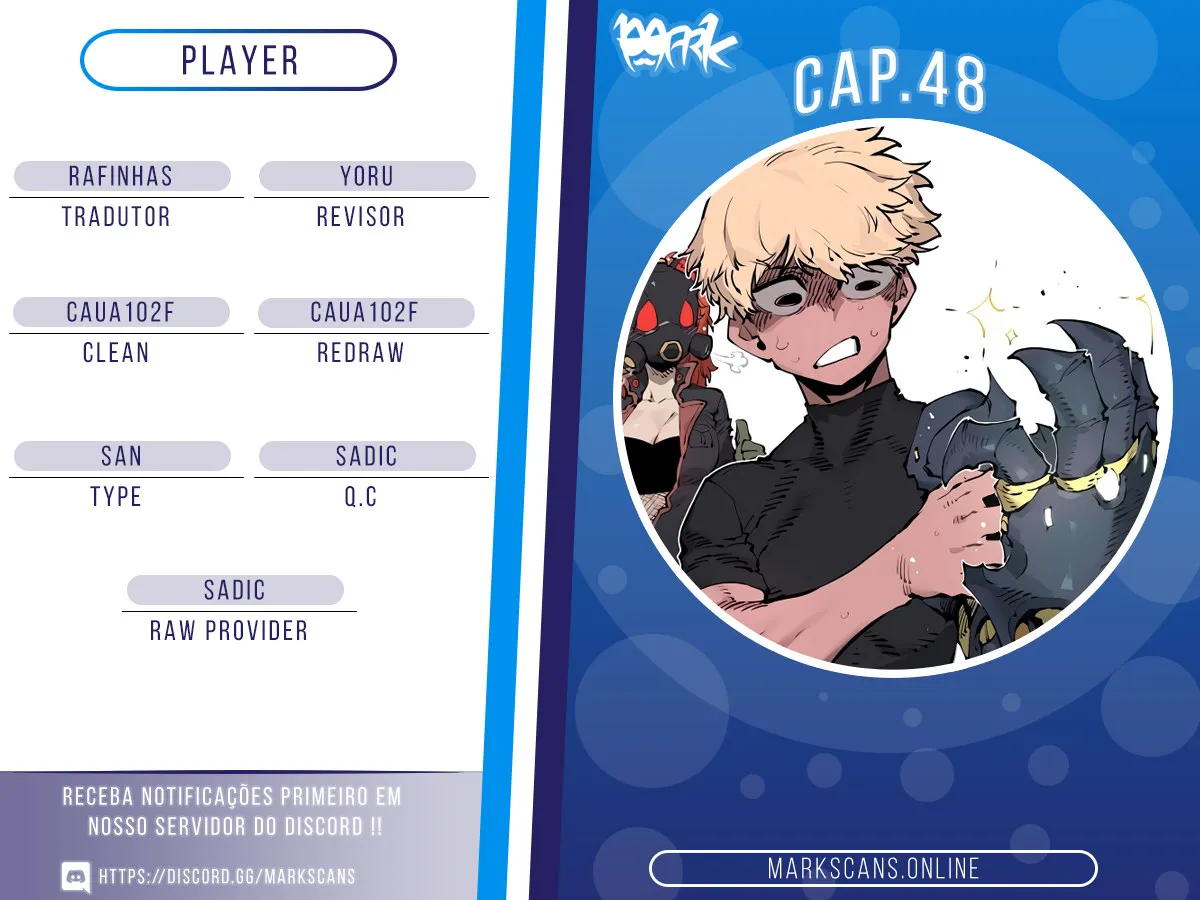 PLAYER
RAFINHAS
TRADUTOR
YORU
REVISOR
CAUA102F
CLEAN
CAUA102F
REDRAW
SAN
TYPE
SADIC
Q.C
SADIC
RAW PROVIDER
RECEBA NOTIFICAÇÕES PRIMEIRO EM
NOSSO SERVIDOR DO DISCORD !!
HTTPS://DISCORD.GG/MARKSCANS
MARK
CAP.48
MARKSCANS.ONLINE